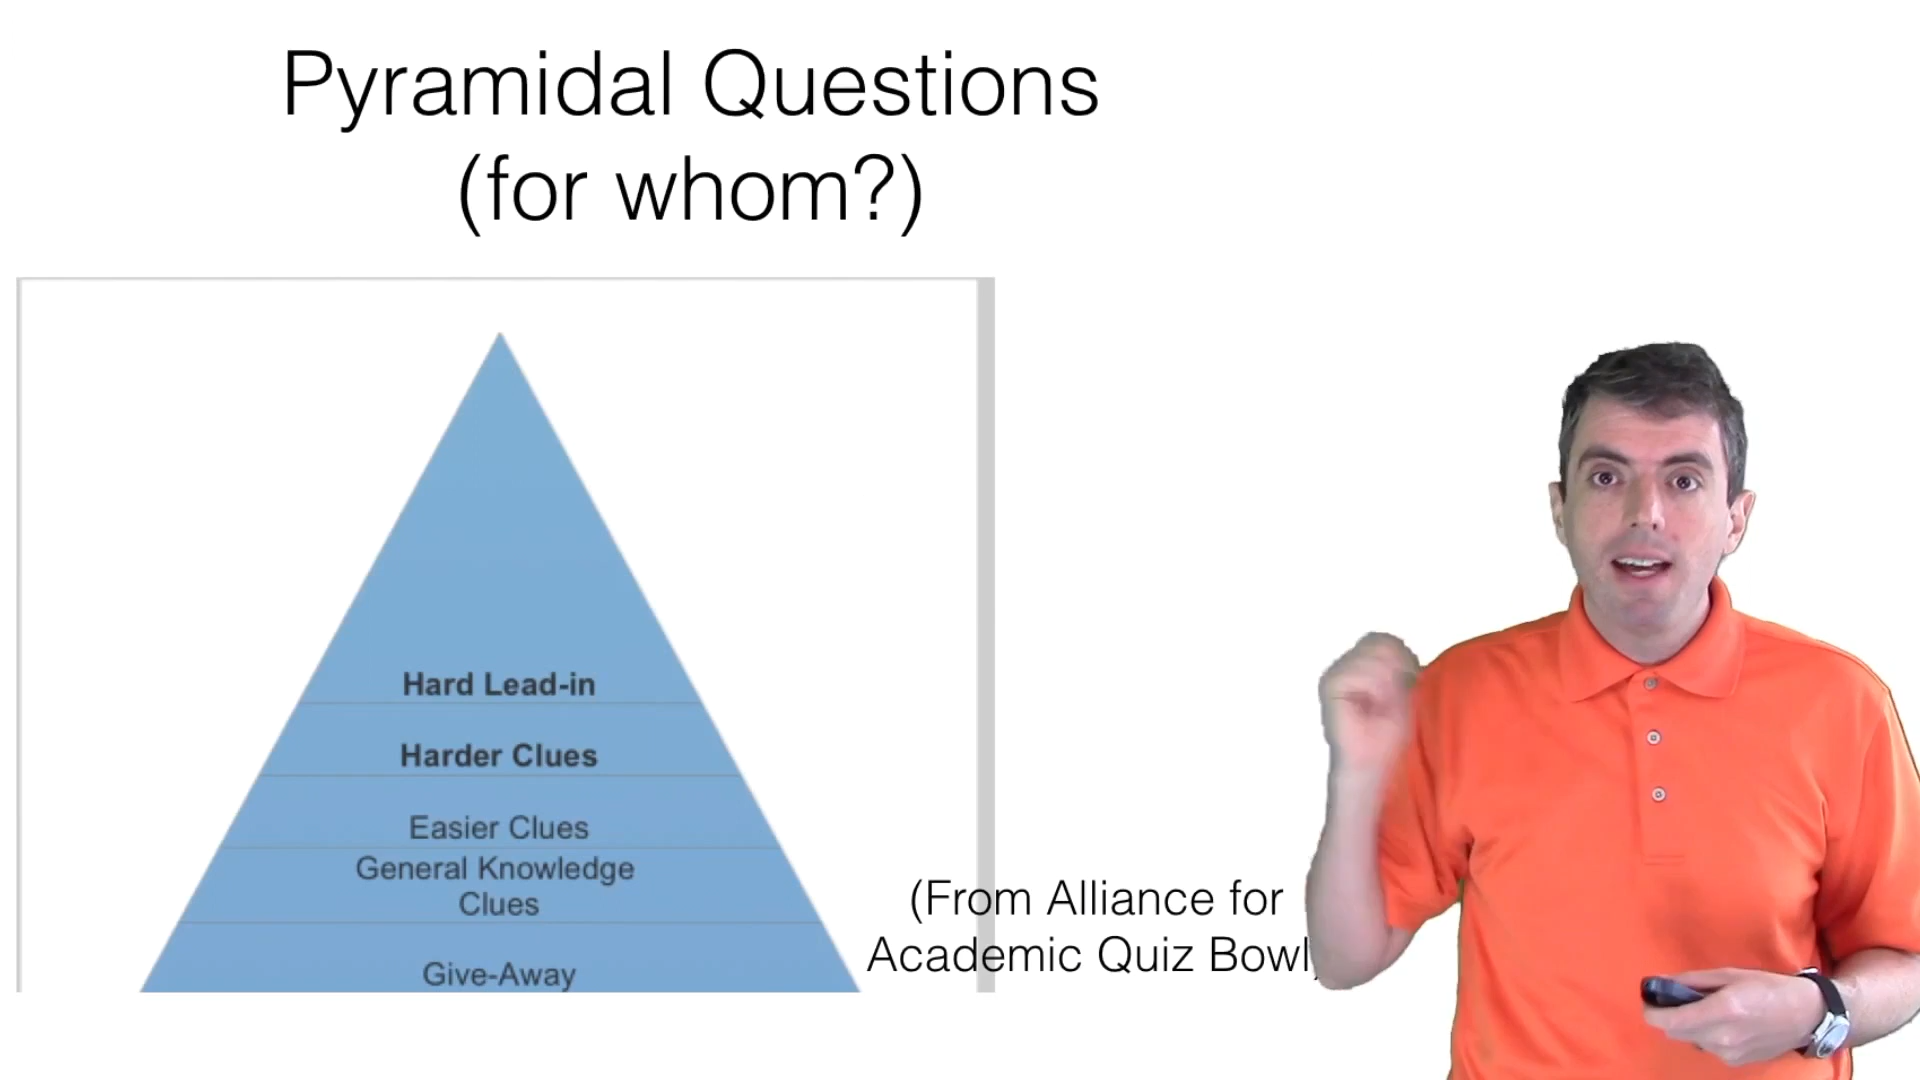 Pyramidal Questions
(for whom?)
Hard Lead-in
Harder Clues
Easier Clues
General Knowledge
Clues
Give-Away
(From Alliance for
Academic Quiz Bowl)